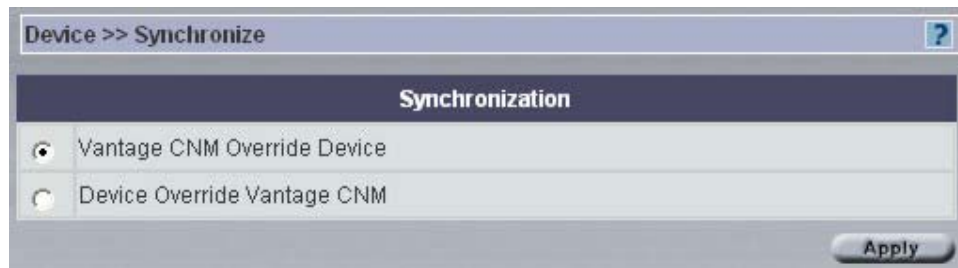 Device >> Synchronize ?
Synchronization
Vantage CNM Override Device
Device Override Vantage CNM
Apply